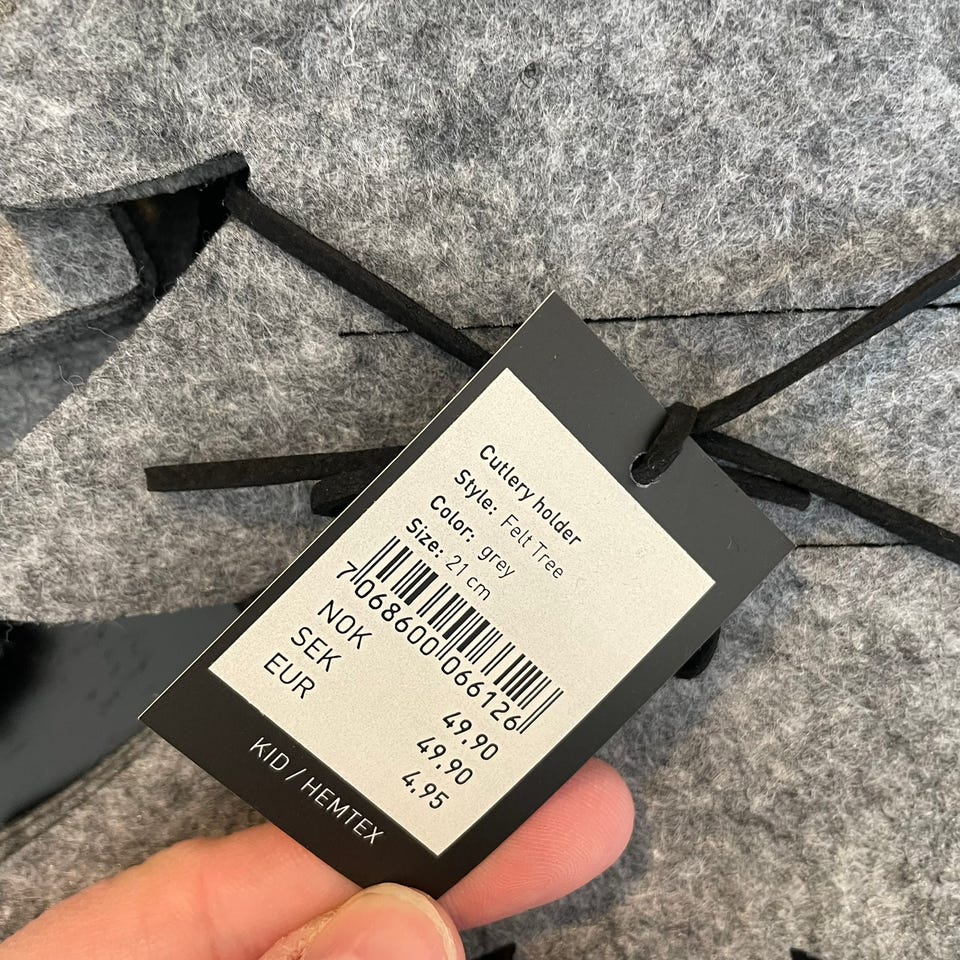 Cutlery holder
Style: Felt Tree
Color: grey
Size: 21 cm
7 068600 066126
NOK 49.90
SEK 49.90
EUR 4.95
KID / HEMTEX